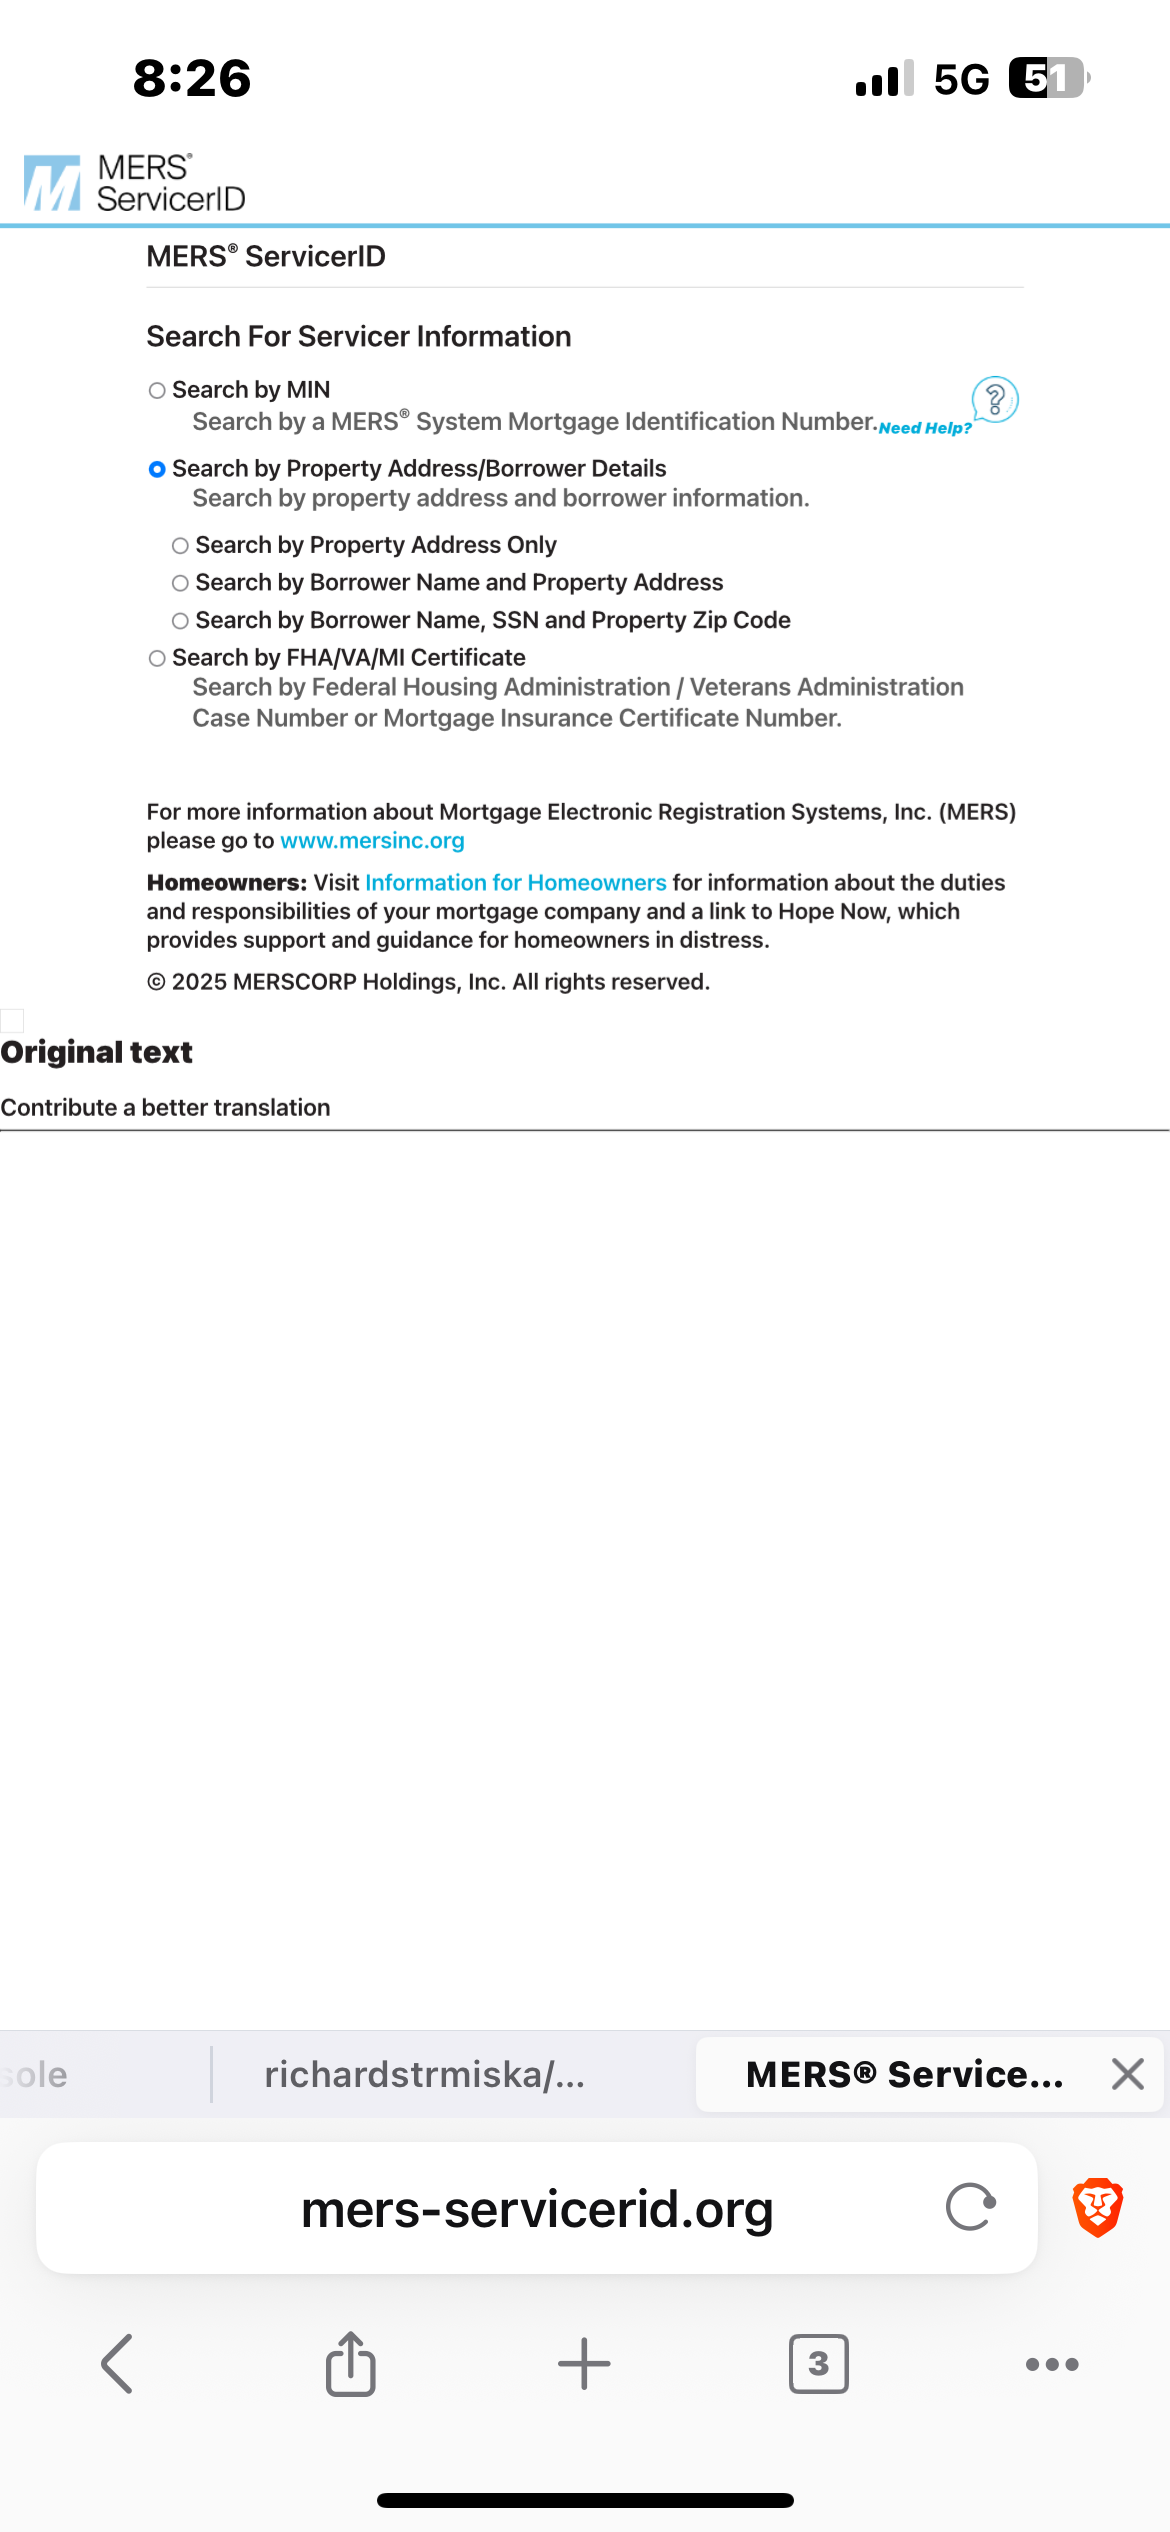 8:26
5G
51
MERS®
ServicerID
MERS® ServicerID
Search For Servicer Information
Search by MIN
Search by a MERS® System Mortgage Identification Number.
Need Help?
Search by Property Address/Borrower Details
Search by property address and borrower information.
Search by Property Address Only
Search by Borrower Name and Property Address
Search by Borrower Name, SSN and Property Zip Code
Search by FHA/VA/MI Certificate
Search by Federal Housing Administration / Veterans Administration
Case Number or Mortgage Insurance Certificate Number.
For more information about Mortgage Electronic Registration Systems, Inc. (MERS)
please go to www.mersinc.org
Homeowners: Visit Information for Homeowners for information about the duties
and responsibilities of your mortgage company and a link to Hope Now, which
provides support and guidance for homeowners in distress.
© 2025 MERSCORP Holdings, Inc. All rights reserved.
Original text
Contribute a better translation
sole
richardstrmiska/...
MERS® Service...
mers-servicerid.org
3